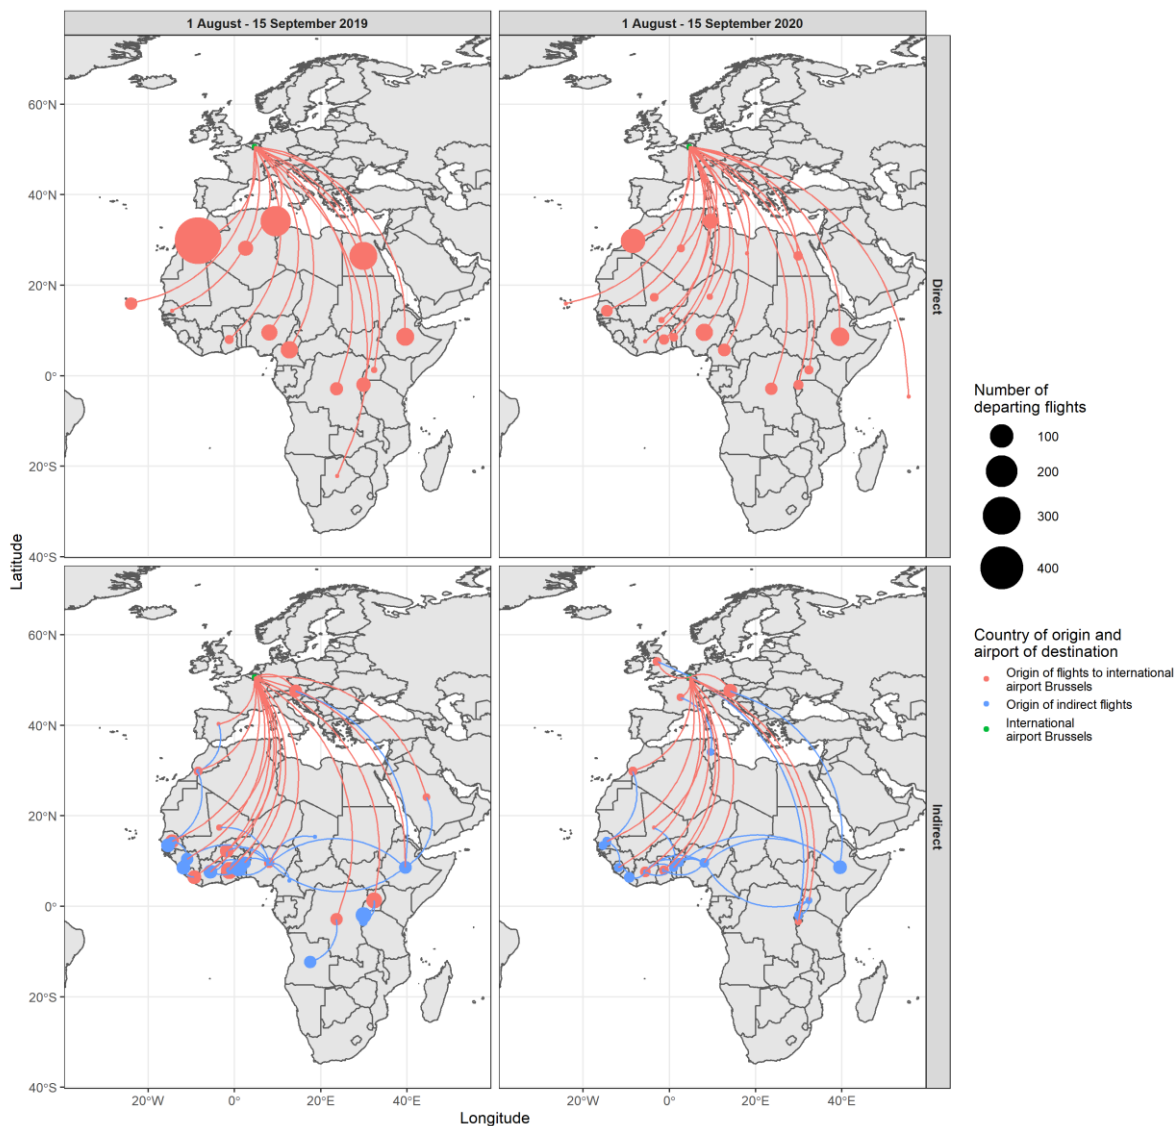 1 August - 15 September 2019
1 August - 15 September 2020
60°N
40°N
20°N
0°
20°S
40°S
Direct
60°N
40°N
20°N
0°
20°S
40°S
Indirect
20°W
0°
20°E
40°E
20°W
0°
20°E
40°E
Latitude
Longitude
Number of
departing flights
100
200
300
400
Country of origin and
airport of destination
Origin of flights to international
airport Brussels
Origin of indirect flights
International
airport Brussels